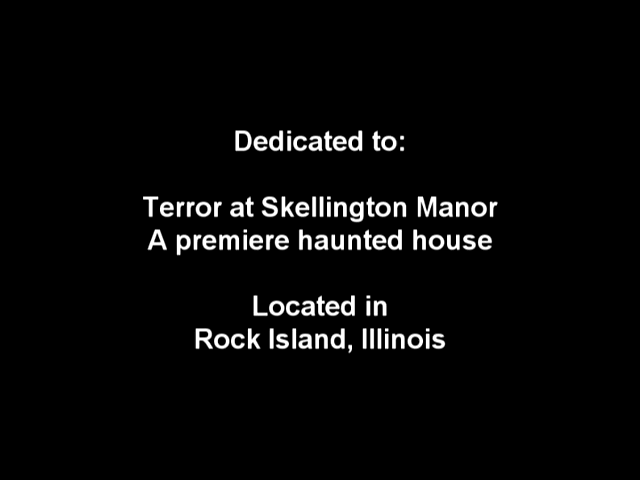 Dedicated to:
Terror at Skellington Manor
A premiere haunted house
Located in
Rock Island, Illinois